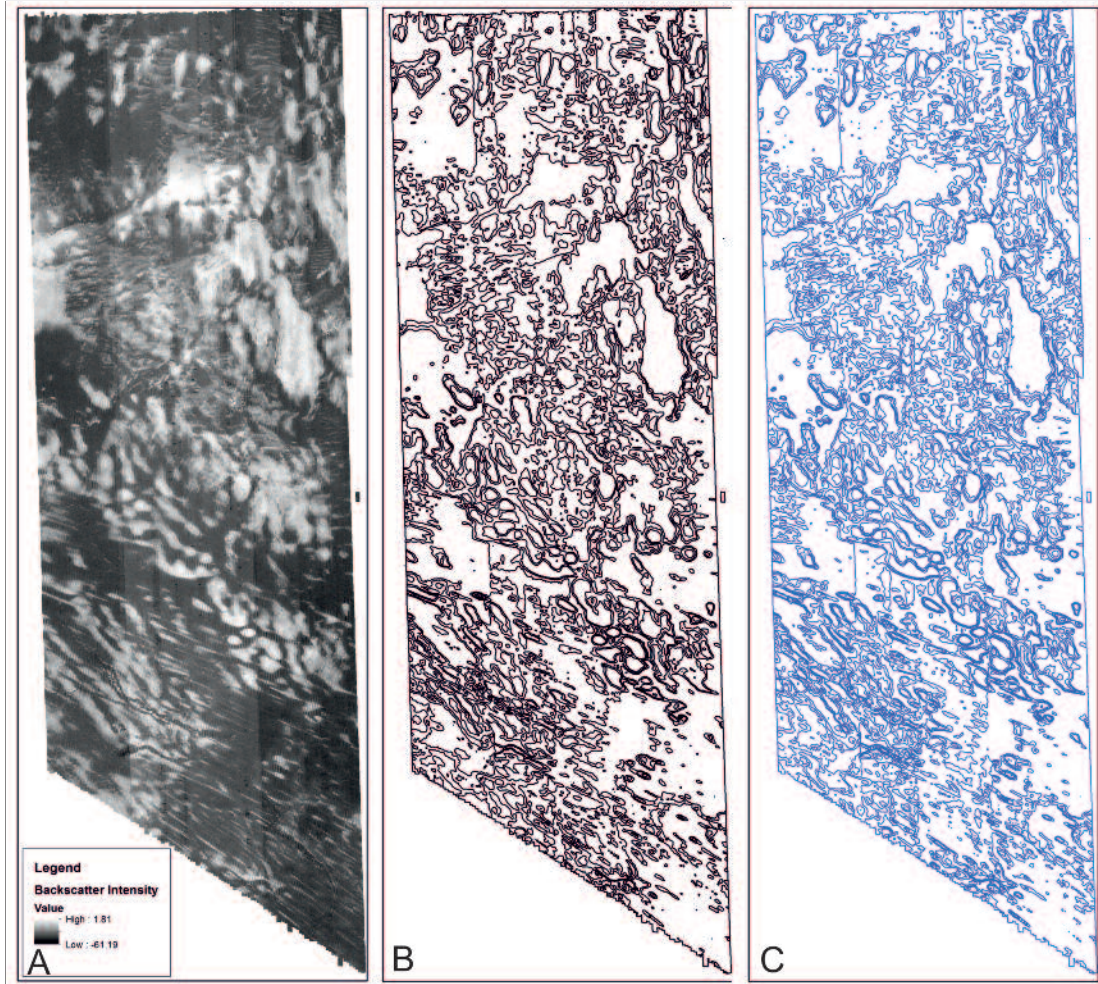 Legend
Backscatter Intensity
Value
High : 1.81
Low : -61.19
A
B
C